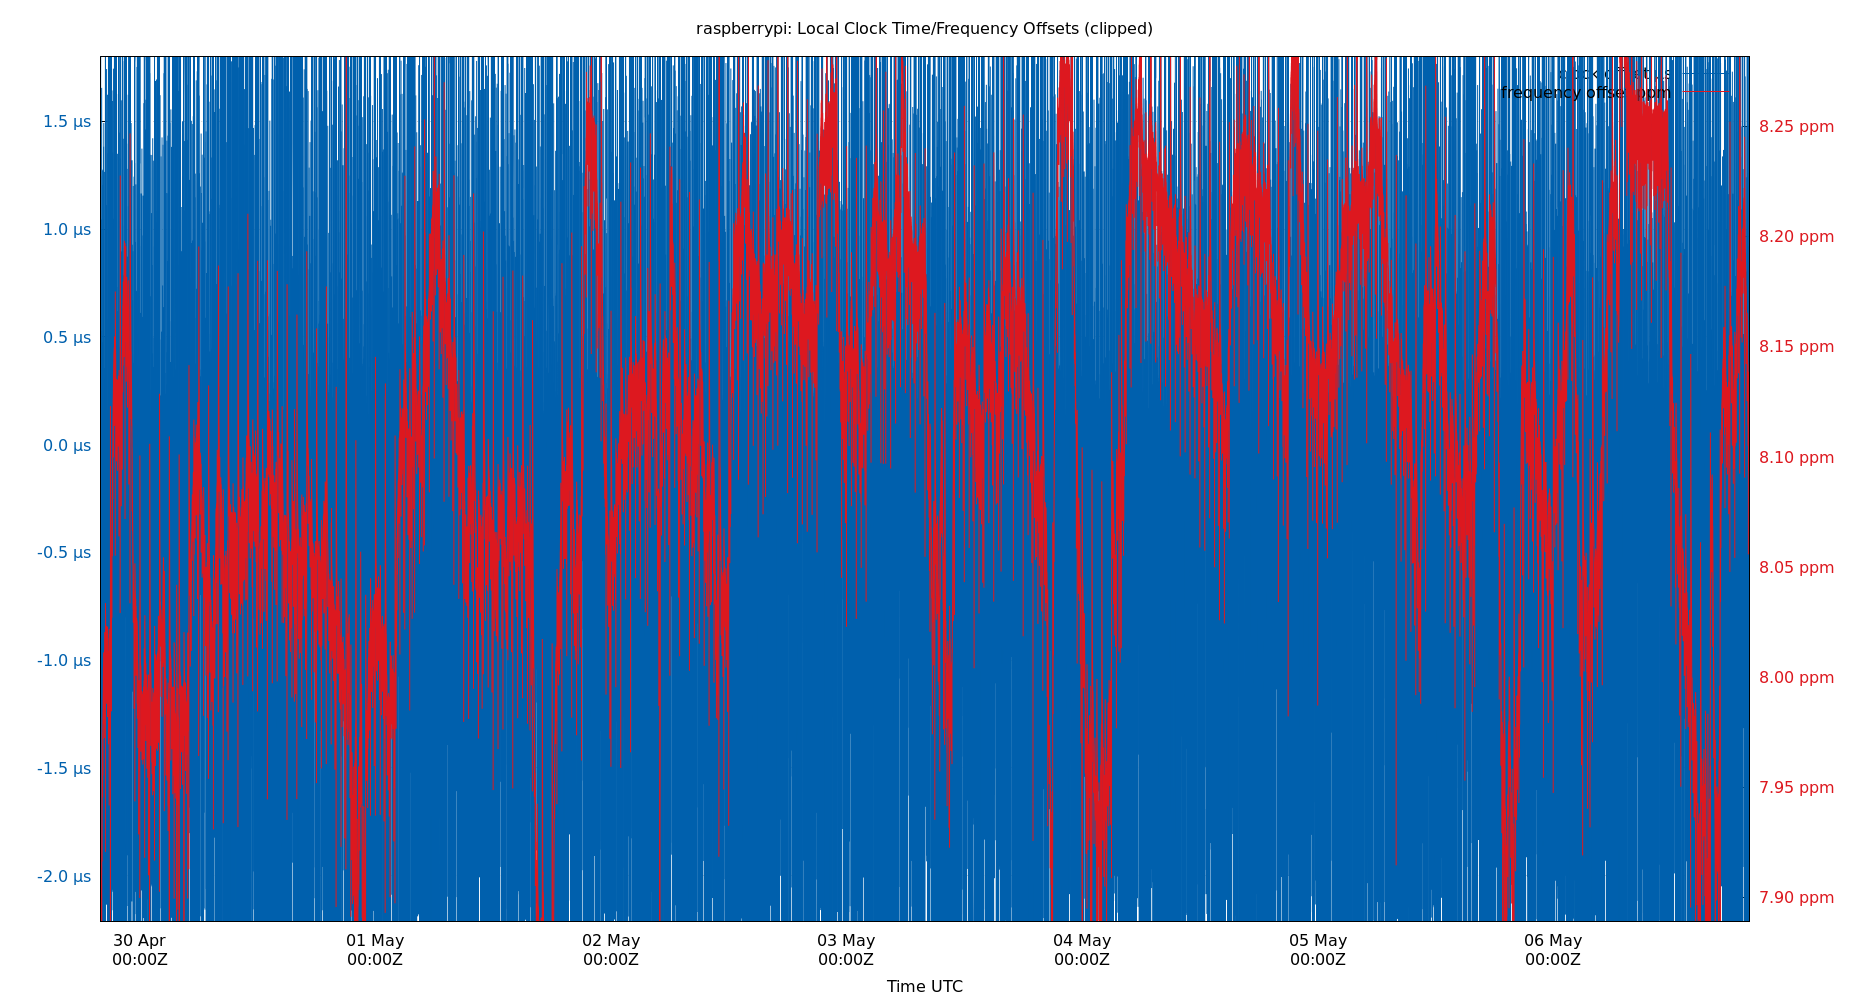 raspberrypi: Local Clock Time/Frequency Offsets (clipped)
clock offset µs
frequency offset ppm
1.5 µs
1.0 µs
0.5 µs
0.0 µs
-0.5 µs
-1.0 µs
-1.5 µs
-2.0 µs
8.25 ppm
8.20 ppm
8.15 ppm
8.10 ppm
8.05 ppm
8.00 ppm
7.95 ppm
7.90 ppm
30 Apr
00:00Z
01 May
00:00Z
02 May
00:00Z
03 May
00:00Z
04 May
00:00Z
05 May
00:00Z
06 May
00:00Z
Time UTC